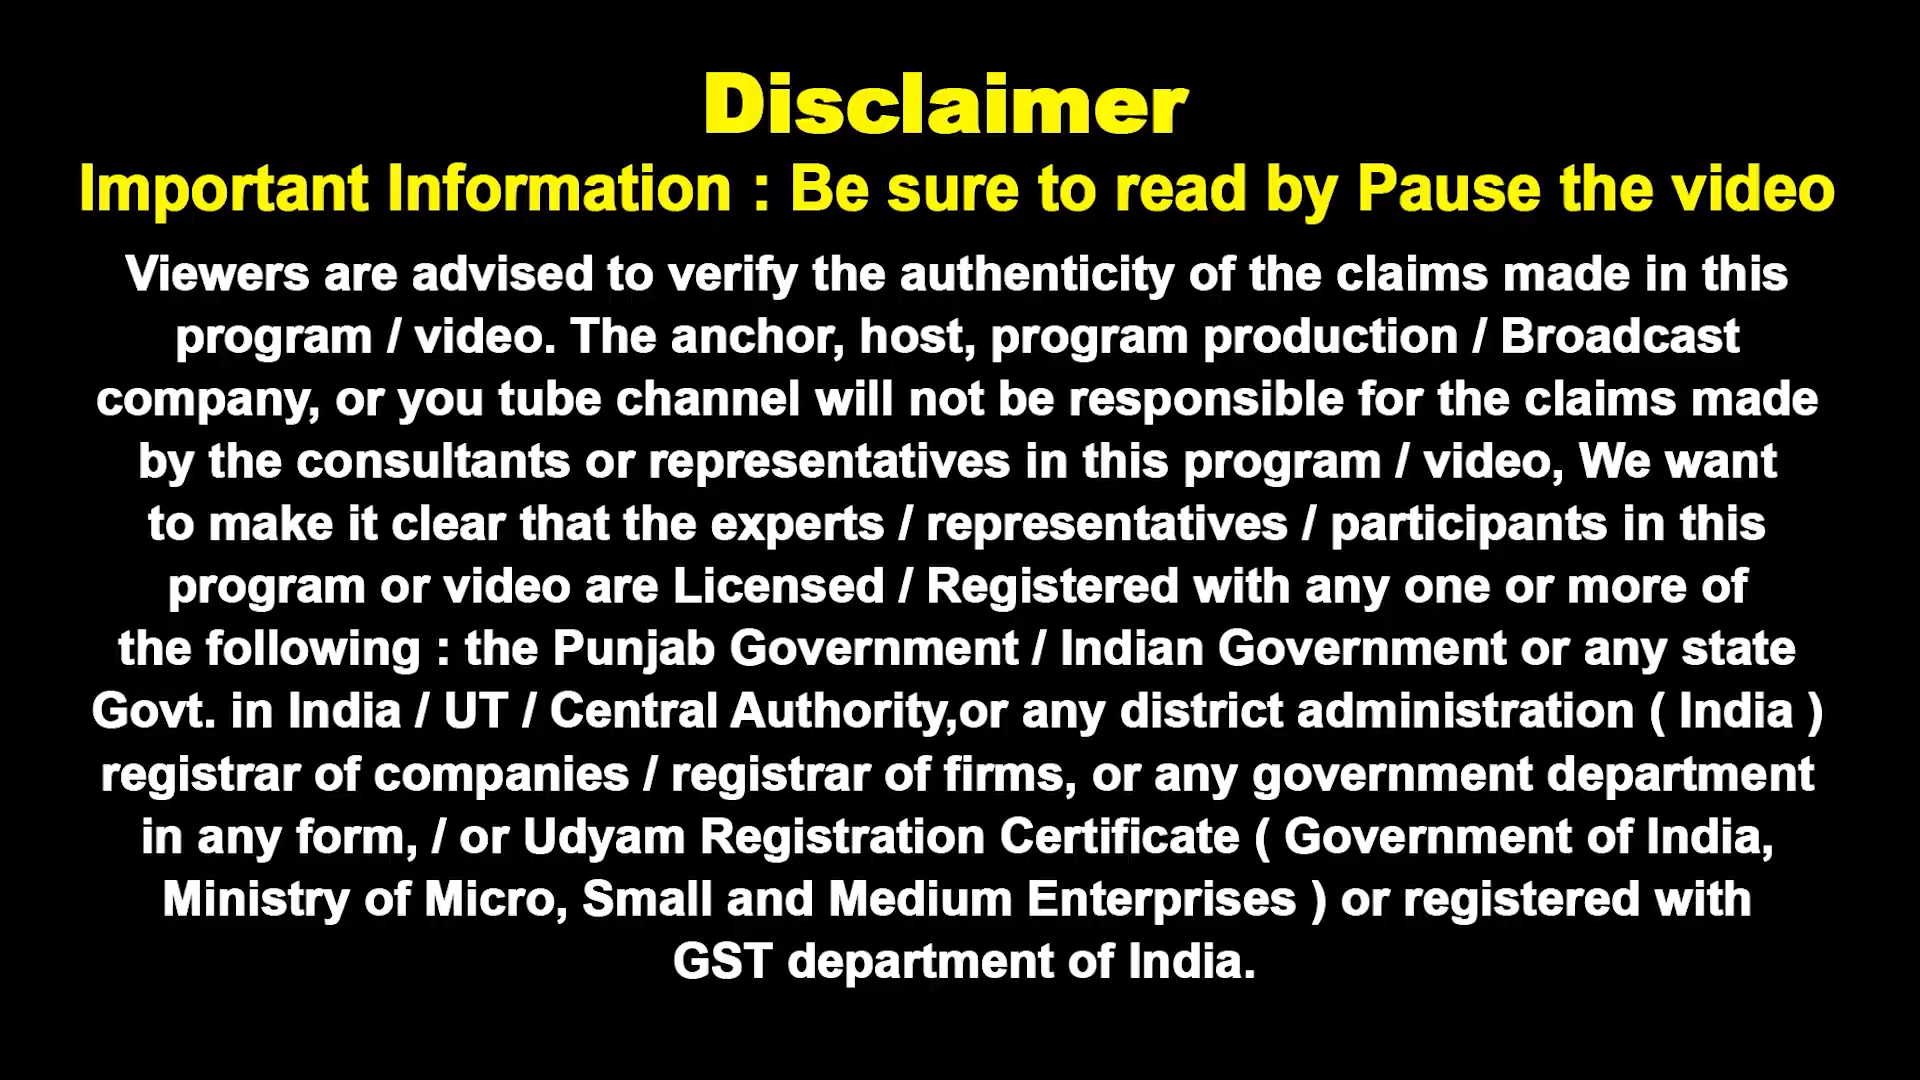 Disclaimer
Important Information : Be sure to read by Pause the video
Viewers are advised to verify the authenticity of the claims made in this
program / video. The anchor, host, program production / Broadcast
company, or you tube channel will not be responsible for the claims made
by the consultants or representatives in this program / video, We want
to make it clear that the experts / representatives / participants in this
program or video are Licensed / Registered with any one or more of
the following : the Punjab Government / Indian Government or any state
Govt. in India / UT / Central Authority,or any district administration ( India )
registrar of companies / registrar of firms, or any government department
in any form, / or Udyam Registration Certificate ( Government of India,
Ministry of Micro, Small and Medium Enterprises ) or registered with
GST department of India.